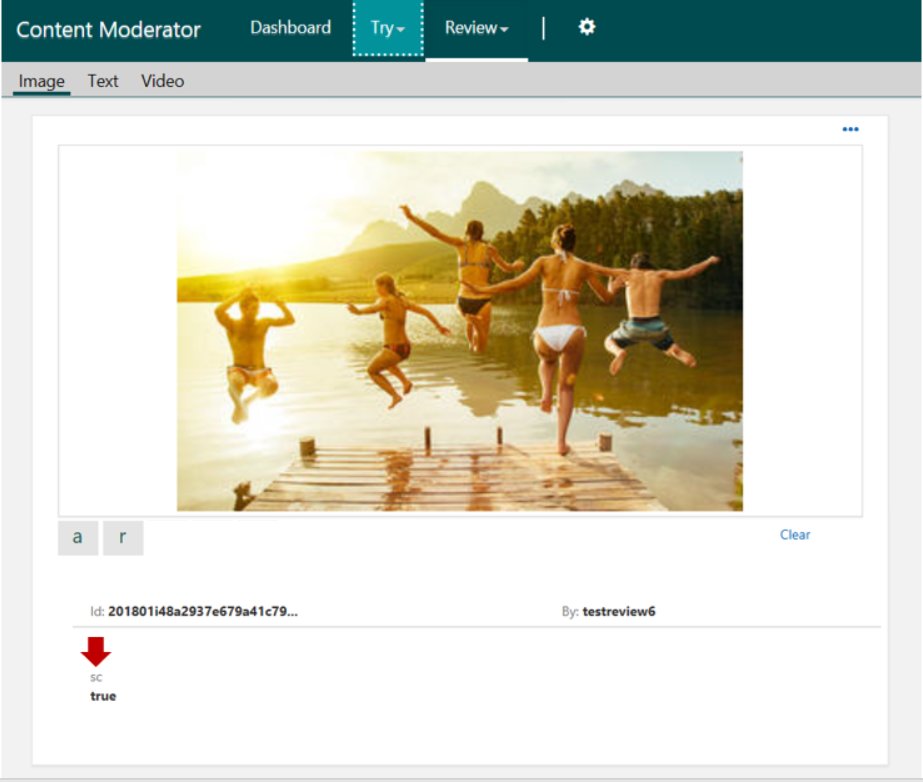 Content Moderator Dashboard Try Review
Image Text Video
•••
a r Clear
Id: 201801i48a2937e679a41c79... By: testreview6
sc
true